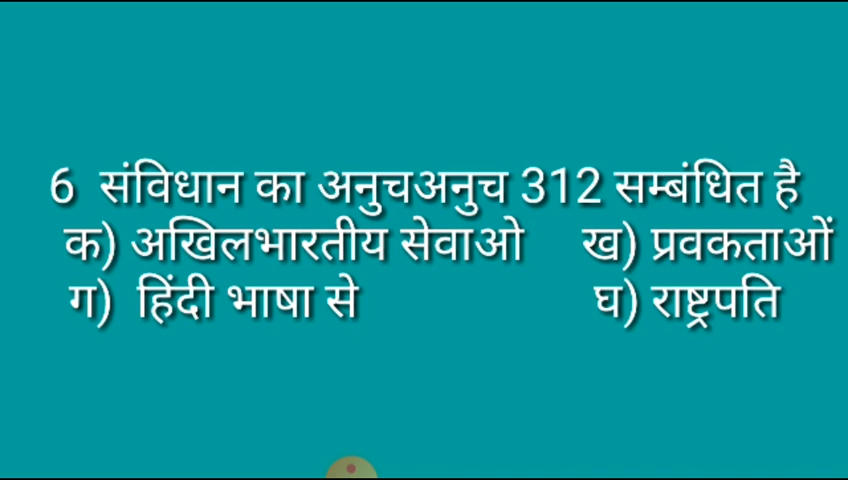 6 संविधान का अनुचअनुच 312 सम्बंधित है
क) अखिलभारतीय सेवाओ ख) प्रवकताओं
ग) हिंदी भाषा से घ) राष्ट्रपति